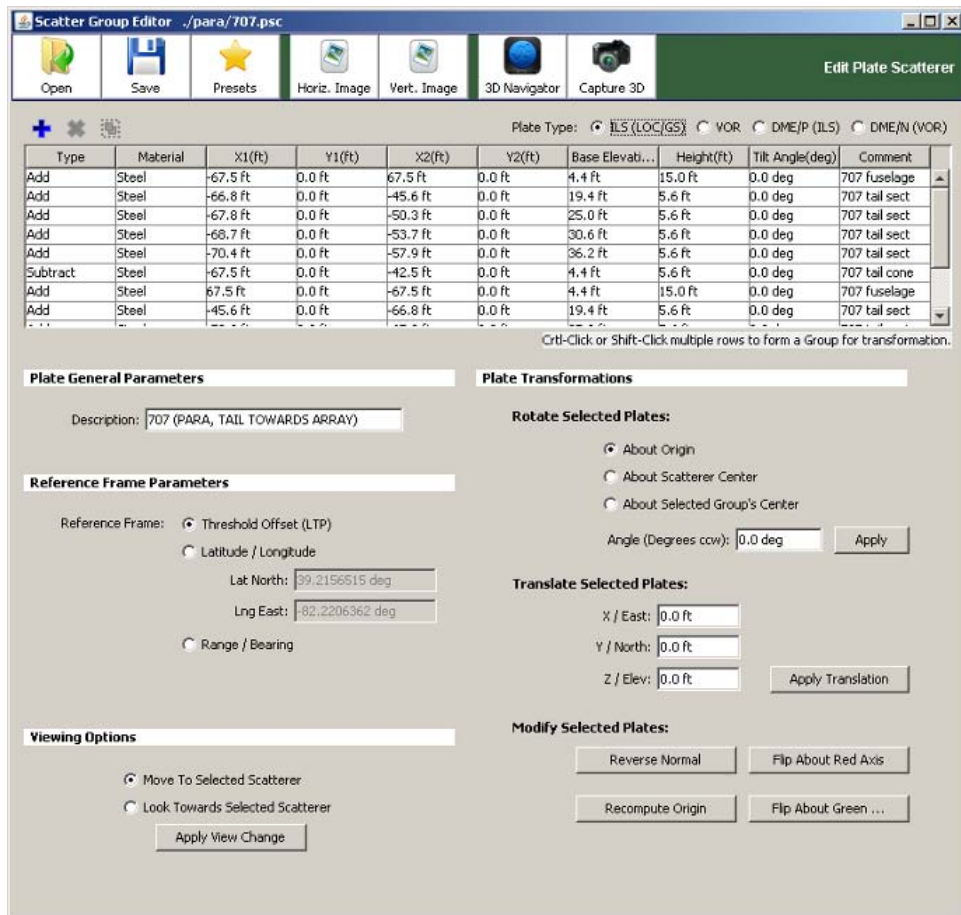 Scatter Group Editor ./para/707.psc
Open Save Presets Horiz. Image Vert. Image 3D Navigator Capture 3D Edit Plate Scatterer
Plate Type: ILS (LOC/GS) VOR DME/P (ILS) DME/N (VOR)
Type Material X1(ft) Y1(ft) X2(ft) Y2(ft) Base Elevati... Height(ft) Tilt Angle(deg) Comment
Add Steel -67.5 ft 0.0 ft 67.5 ft 0.0 ft 4.4 ft 15.0 ft 0.0 deg 707 fuselage
Add Steel -66.8 ft 0.0 ft -45.6 ft 0.0 ft 19.4 ft 5.6 ft 0.0 deg 707 tail sect
Add Steel -67.8 ft 0.0 ft -50.3 ft 0.0 ft 25.0 ft 5.6 ft 0.0 deg 707 tail sect
Add Steel -68.7 ft 0.0 ft -53.7 ft 0.0 ft 30.6 ft 5.6 ft 0.0 deg 707 tail sect
Add Steel -70.4 ft 0.0 ft -57.9 ft 0.0 ft 36.2 ft 5.6 ft 0.0 deg 707 tail sect
Subtract Steel -67.5 ft 0.0 ft -42.5 ft 0.0 ft 4.4 ft 5.6 ft 0.0 deg 707 tail cone
Add Steel 67.5 ft 0.0 ft -67.5 ft 0.0 ft 4.4 ft 15.0 ft 0.0 deg 707 fuselage
Add Steel -45.6 ft 0.0 ft -66.8 ft 0.0 ft 19.4 ft 5.6 ft 0.0 deg 707 tail sect
Crtl-Click or Shift-Click multiple rows to form a Group for transformation.
Plate General Parameters
Description: 707 (PARA, TAIL TOWARDS ARRAY)
Reference Frame Parameters
Reference Frame: Threshold Offset (LTP)
Latitude / Longitude
Lat North: 39.2156515 deg
Lng East: -82.2206362 deg
Range / Bearing
Viewing Options
Move To Selected Scatterer
Look Towards Selected Scatterer
Apply View Change
Plate Transformations
Rotate Selected Plates:
About Origin
About Scatterer Center
About Selected Group's Center
Angle (Degrees ccw): 0.0 deg Apply
Translate Selected Plates:
X / East: 0.0 ft
Y / North: 0.0 ft
Z / Elev: 0.0 ft Apply Translation
Modify Selected Plates:
Reverse Normal Flip About Red Axis
Recompute Origin Flip About Green ...